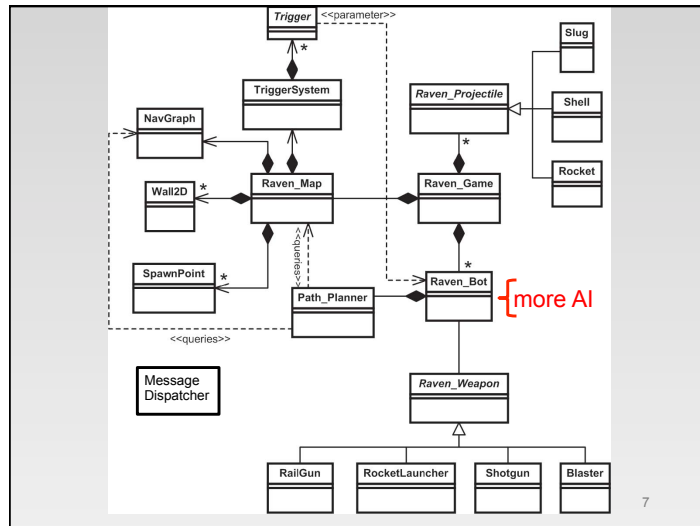 Trigger
<<parameter>>
*
Slug
TriggerSystem
Raven_Projectile
Shell
NavGraph
*
Rocket
Wall2D
*
Raven_Map
Raven_Game
<<queries>>
*
SpawnPoint
*
Path_Planner
Raven_Bot
more AI
<<queries>>
Message
Dispatcher
Raven_Weapon
RailGun
RocketLauncher
Shotgun
Blaster
7